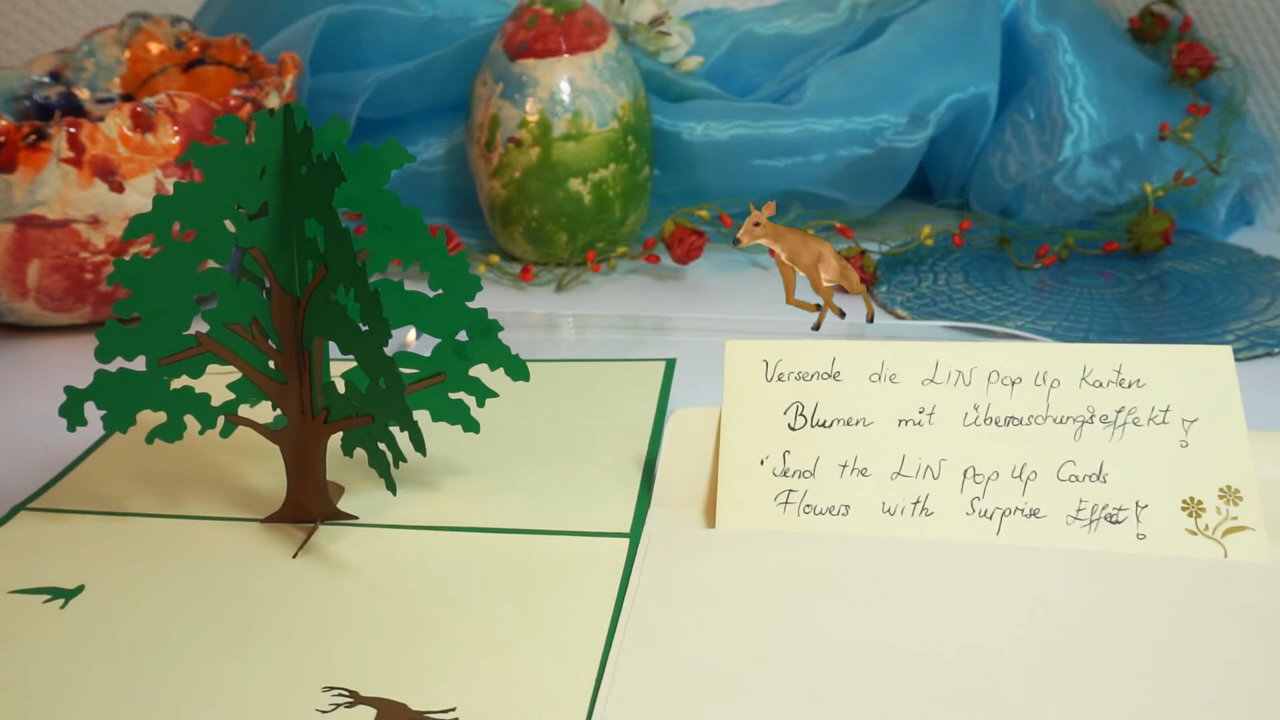 Versende die LIN Pop Up Karten
Blumen mit Überraschungseffekt!
"Send the LIN Pop Up Cards
Flowers with Surprise Effect!